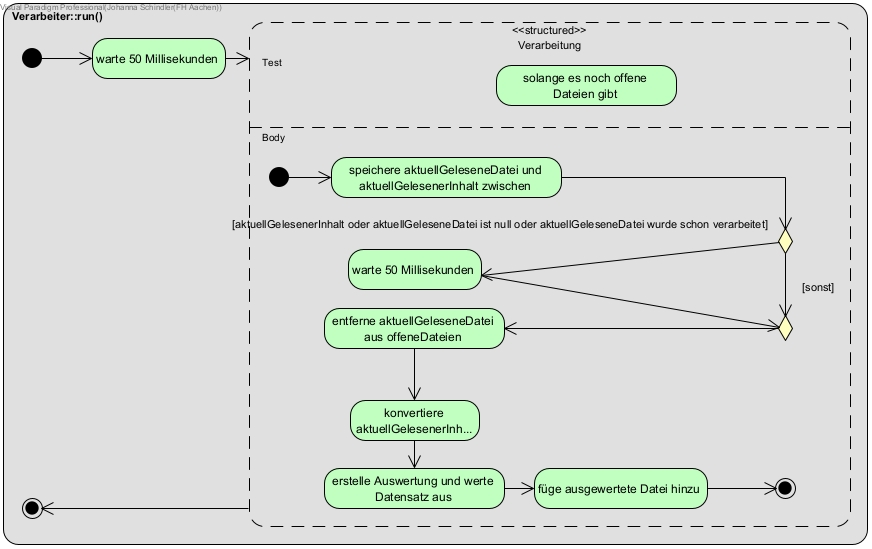 Visual Paradigm Professional(Johanna Schindler(FH Aachen))
Verarbeiter::run()
<<structured>>
Verarbeitung
warte 50 Millisekunden
Test
solange es noch offene
Dateien gibt
Body
speichere aktuellGeleseneDatei und
aktuellGelesenerInhalt zwischen
[aktuellGelesenerInhalt oder aktuellGeleseneDatei ist null oder aktuellGeleseneDatei wurde schon verarbeitet]
warte 50 Millisekunden
[sonst]
entferne aktuellGeleseneDatei
aus offeneDateien
konvertiere
aktuellGelesenerInh...
erstelle Auswertung und werte
Datensatz aus
füge ausgewertete Datei hinzu